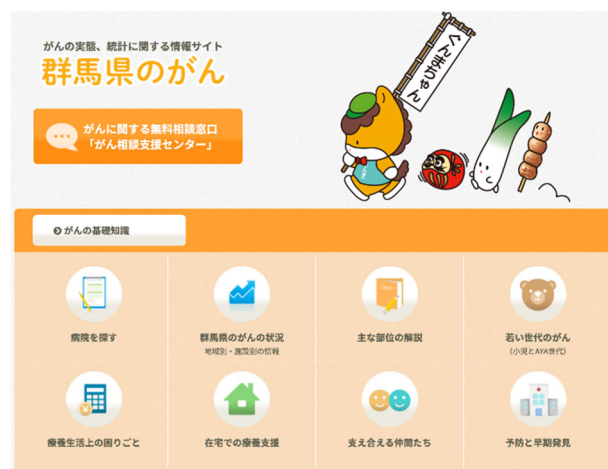 がんの実態、統計に関する情報サイト
群馬県のがん
ぐんまちゃん
がんに関する無料相談窓口
「がん相談支援センター」
がんの基礎知識
病院を探す
群馬県のがんの状況
地域別・施設別の情報
主な部位の解説
若い世代のがん
(小児とAYA世代)
療養生活上の困りごと
在宅での療養支援
支え合える仲間たち
予防と早期発見